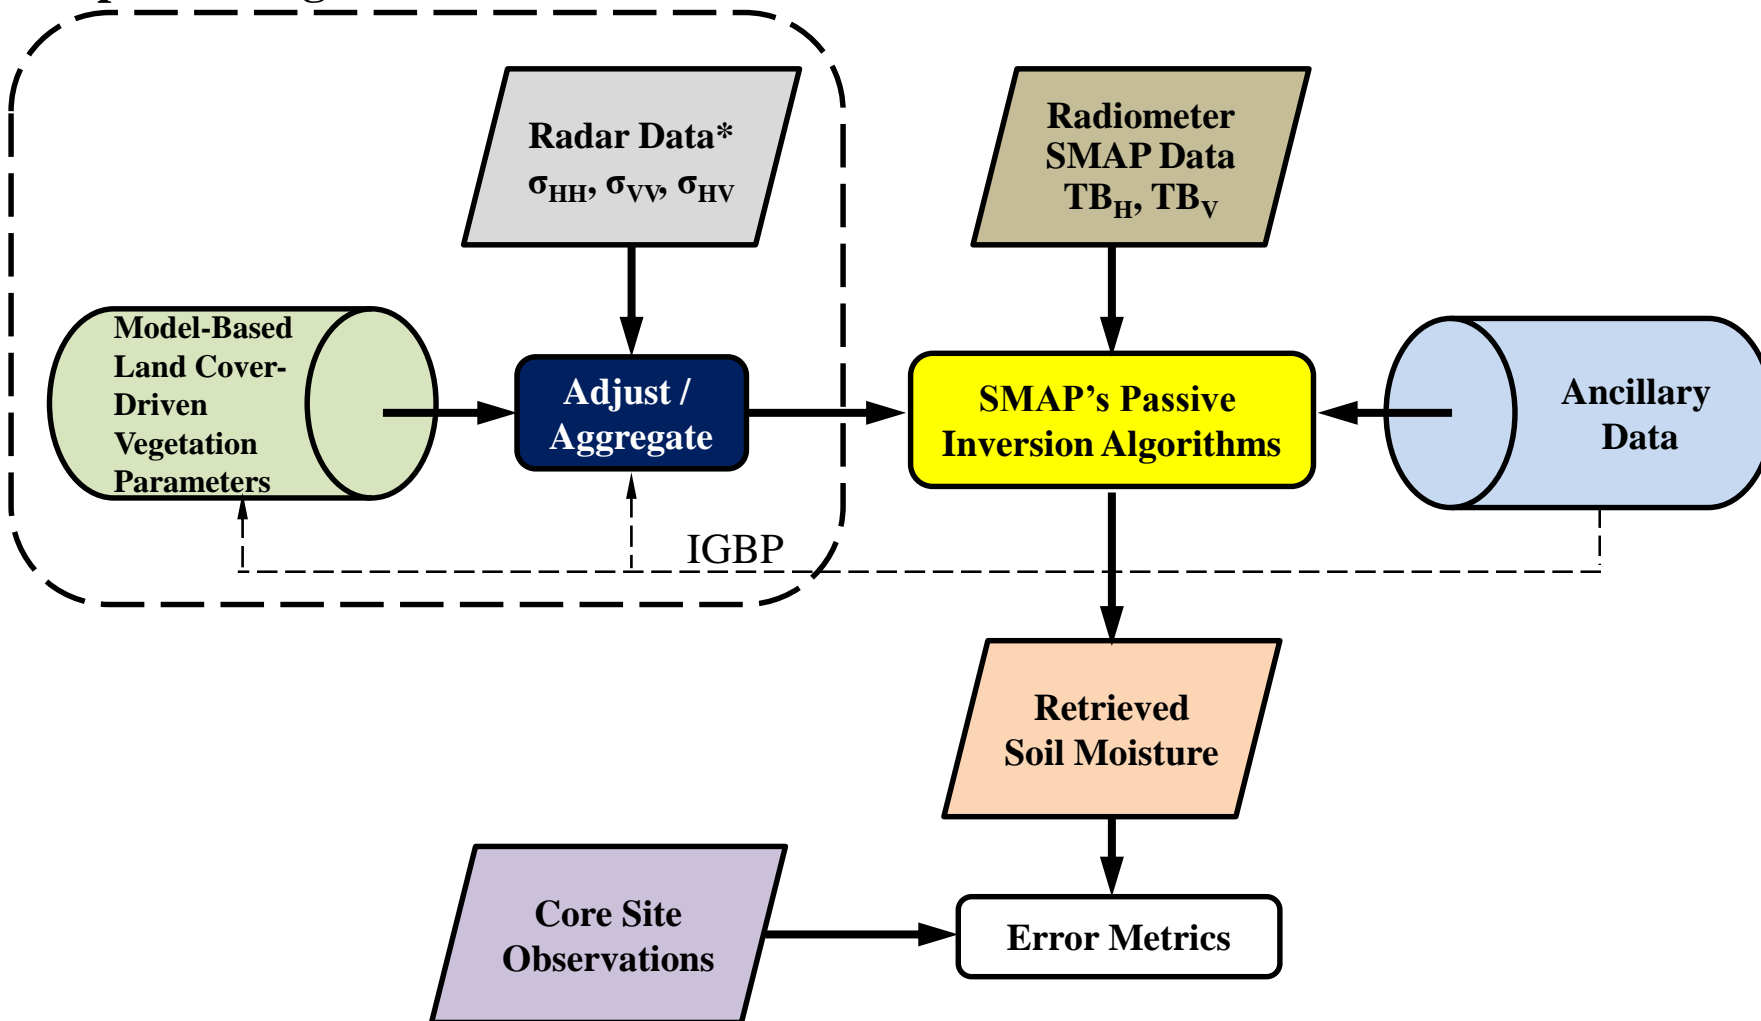 Radar Data*
σHH, σVV, σHV
Radiometer
SMAP Data
TBH, TBV
Model-Based
Land Cover-
Driven
Vegetation
Parameters
Adjust /
Aggregate
SMAP's Passive
Inversion Algorithms
Ancillary
Data
IGBP
Retrieved
Soil Moisture
Core Site
Observations
Error Metrics